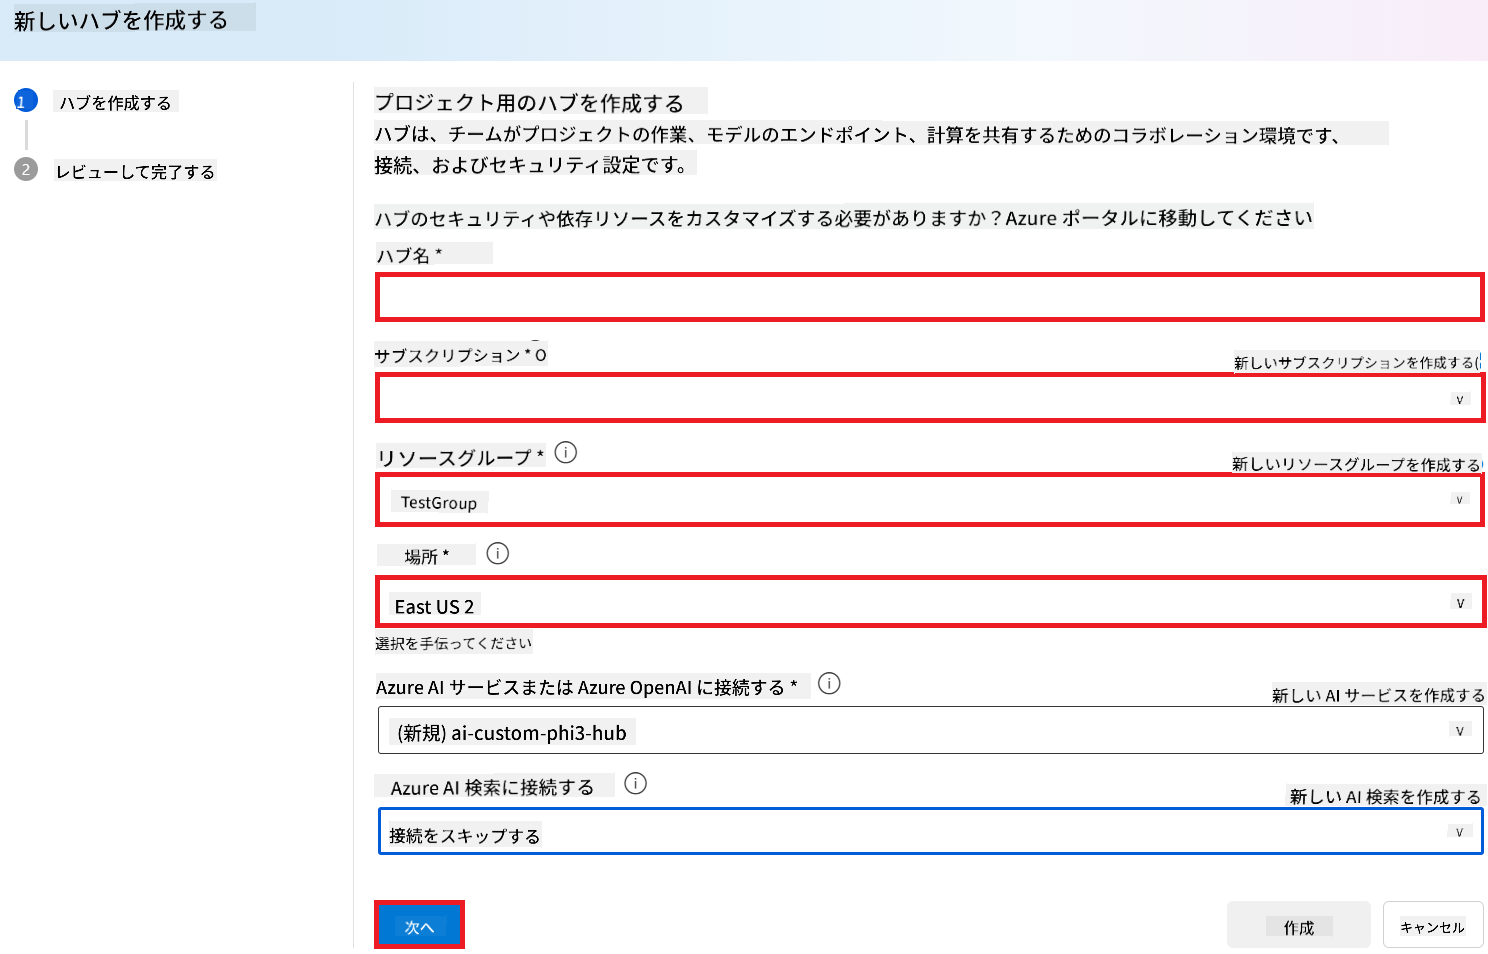 新しいハブを作成する
1 ハブを作成する
2 レビューして完了する
プロジェクト用のハブを作成する
ハブは、チームがプロジェクトの作業、モデルのエンドポイント、計算を共有するためのコラボレーション環境です、
接続、およびセキュリティ設定です。
ハブのセキュリティや依存リソースをカスタマイズする必要がありますか？Azure ポータルに移動してください
ハブ名 *
サブスクリプション * O
新しいサブスクリプションを作成する(
v
リソースグループ * i
新しいリソースグループを作成する
TestGroup v
場所 * i
East US 2 v
選択を手伝ってください
Azure AI サービスまたは Azure OpenAI に接続する * i
新しい AI サービスを作成する
(新規) ai-custom-phi3-hub v
Azure AI 検索に接続する i
新しい AI 検索を作成する
接続をスキップする v
次へ 作成 キャンセル